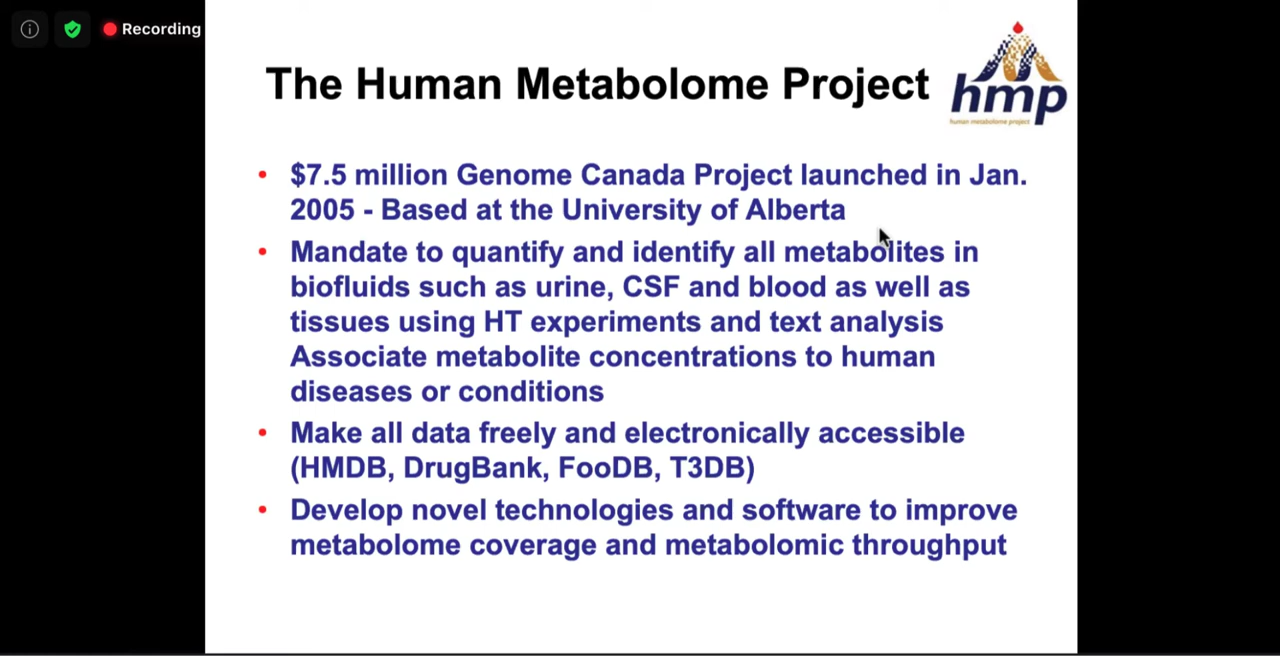 Recording
The Human Metabolome Project
hmp
human metabolome project
• $7.5 million Genome Canada Project launched in Jan.
2005 - Based at the University of Alberta
• Mandate to quantify and identify all metabolites in
biofluids such as urine, CSF and blood as well as
tissues using HT experiments and text analysis
Associate metabolite concentrations to human
diseases or conditions
• Make all data freely and electronically accessible
(HMDB, DrugBank, FooDB, T3DB)
• Develop novel technologies and software to improve
metabolome coverage and metabolomic throughput